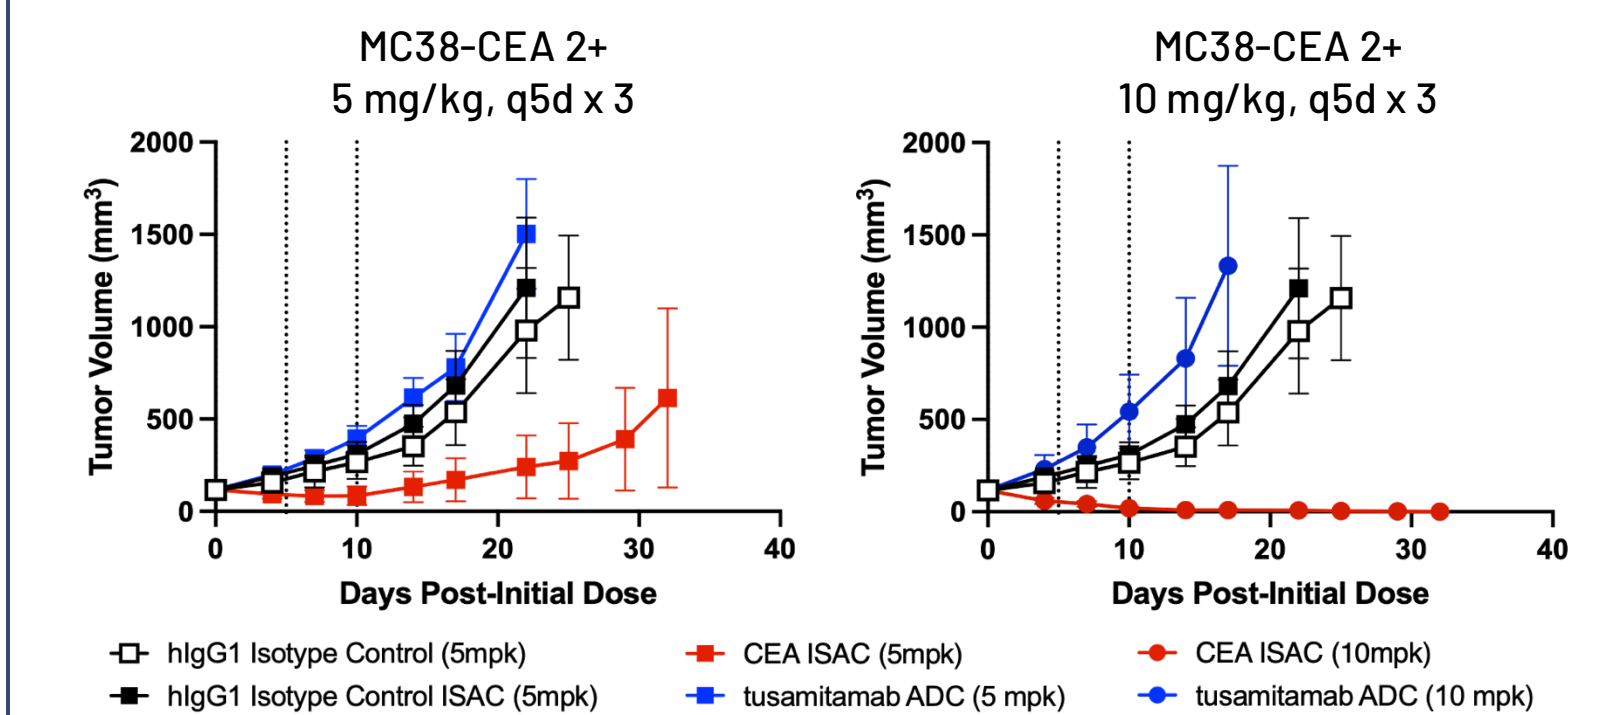 MC38-CEA 2+
5 mg/kg, q5d x 3
MC38-CEA 2+
10 mg/kg, q5d x 3
Tumor Volume (mm³)
2000
1500
1000
500
0
0 10 20 30 40
Days Post-Initial Dose
Tumor Volume (mm³)
2000
1500
1000
500
0
0 10 20 30 40
Days Post-Initial Dose
hIgG1 Isotype Control (5mpk)
hIgG1 Isotype Control ISAC (5mpk)
CEA ISAC (5mpk)
tusamitamab ADC (5 mpk)
CEA ISAC (10mpk)
tusamitamab ADC (10 mpk)